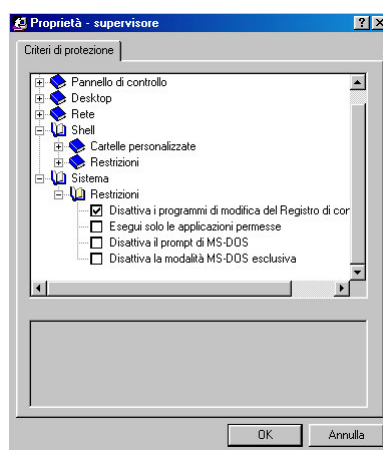 Proprietà - supervisore
Criteri di protezione
Pannello di controllo
Desktop
Rete
Shell
Cartelle personalizzate
Restrizioni
Sistema
Restrizioni
Disattiva i programmi di modifica del Registro di con
Esegui solo le applicazioni permesse
Disattiva il prompt di MS-DOS
Disattiva la modalità MS-DOS esclusiva
OK
Annulla